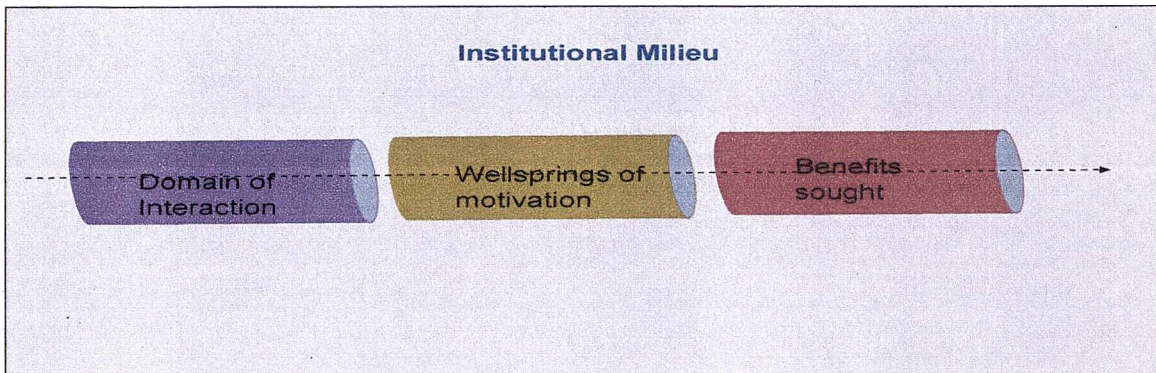 Institutional Milieu
Domain of
Interaction
Wellsprings of
motivation
Benefits
sought